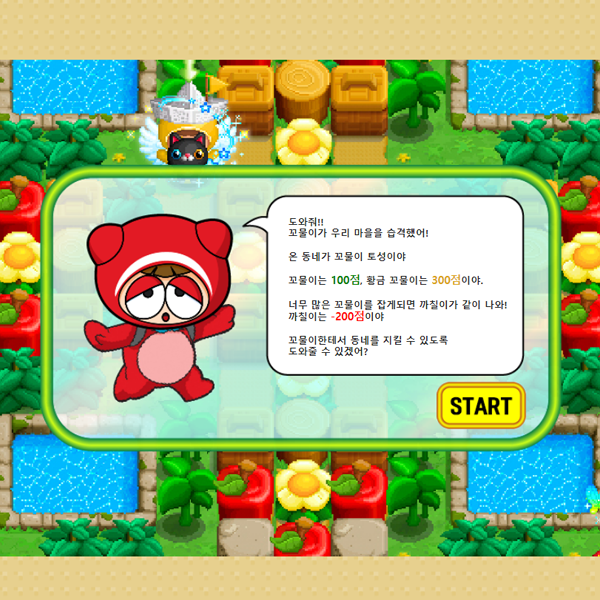 도와줘!!
꼬물이가 우리 마을을 습격했어!
온 동네가 꼬물이 토성이야
꼬물이는 100점, 황금 꼬물이는 300점이야.
너무 많은 꼬물이를 잡게되면 까칠이가 같이 나와!
까칠이는 -200점이야
꼬물이한테서 동네를 지킬 수 있도록
도와줄 수 있겠어?
START